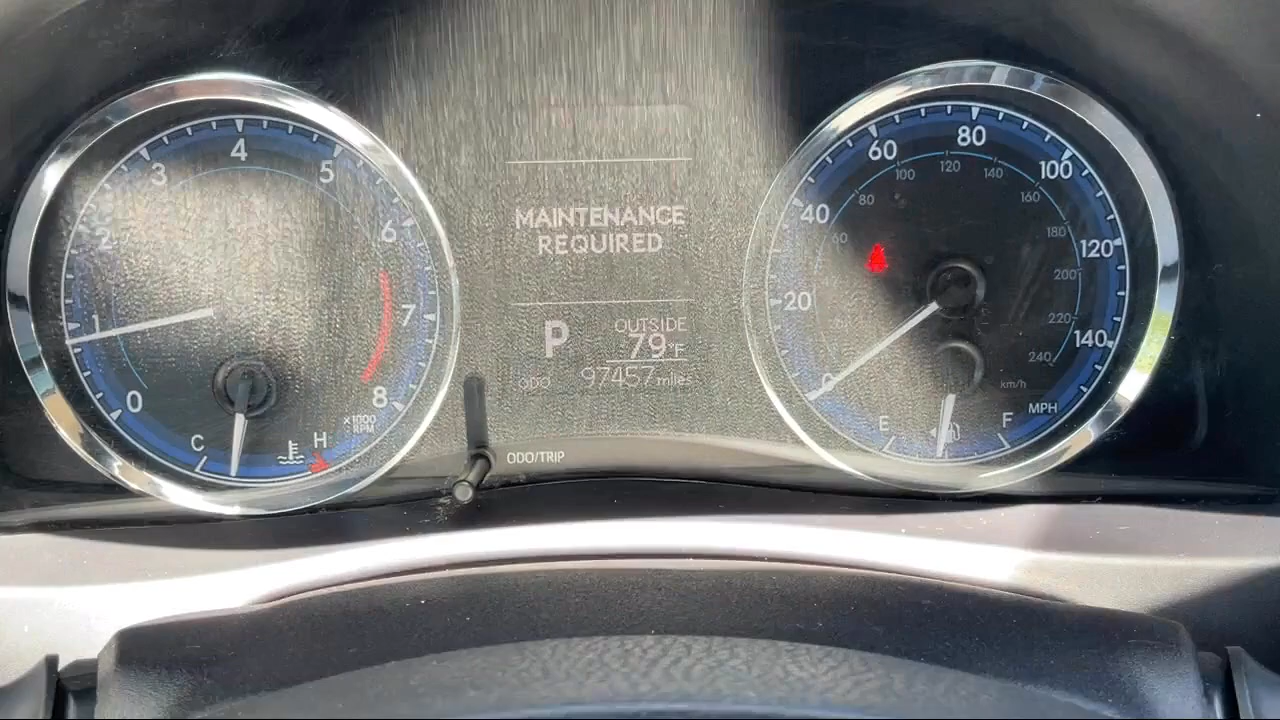 4
3
5
2
6
1
7
0
8
x1000
RPM
C
H
MAINTENANCE
REQUIRED
P
OUTSIDE
79°F
ODO
97457 miles
ODO/TRIP
80
60
100
40
120
20
140
0
MPH
120
100
140
80
160
60
180
200
220
240
km/h
E
F